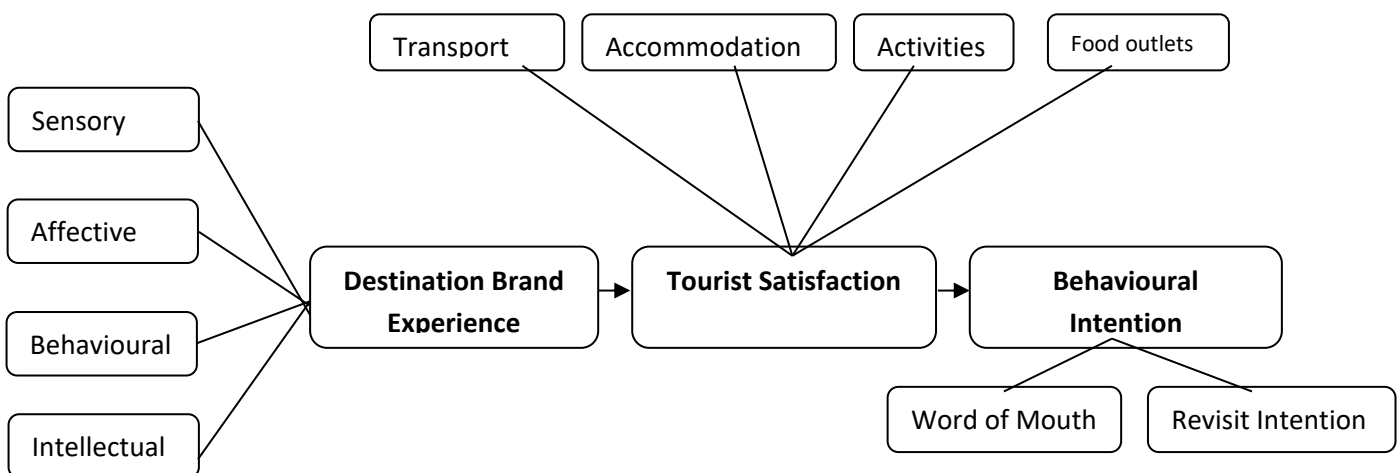 Transport
Accommodation
Activities
Food outlets
Sensory
Affective
Behavioural
Intellectual
Destination Brand
Experience
Tourist Satisfaction
Behavioural
Intention
Word of Mouth
Revisit Intention